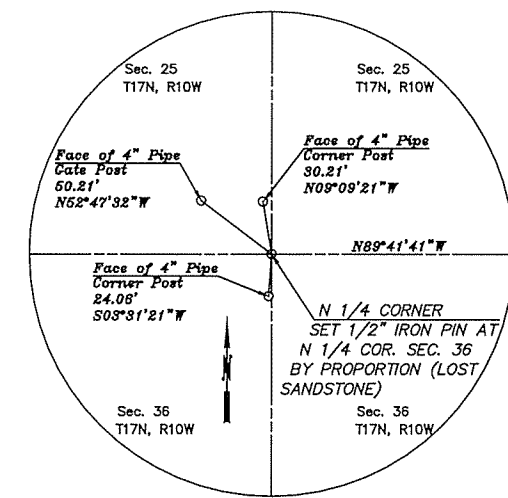 Sec. 25
T17N, R10W
Sec. 25
T17N, R10W
Face of 4" Pipe
Gate Post
50.21'
N52°47'32"W
Face of 4" Pipe
Corner Post
30.21'
N09°09'21"W
N89°41'41"W
Face of 4" Pipe
Corner Post
24.06'
S03°31'21"W
N 1/4 CORNER
SET 1/2" IRON PIN AT
N 1/4 COR. SEC. 36
BY PROPORTION (LOST
SANDSTONE)
N
Sec. 36
T17N, R10W
Sec. 36
T17N, R10W